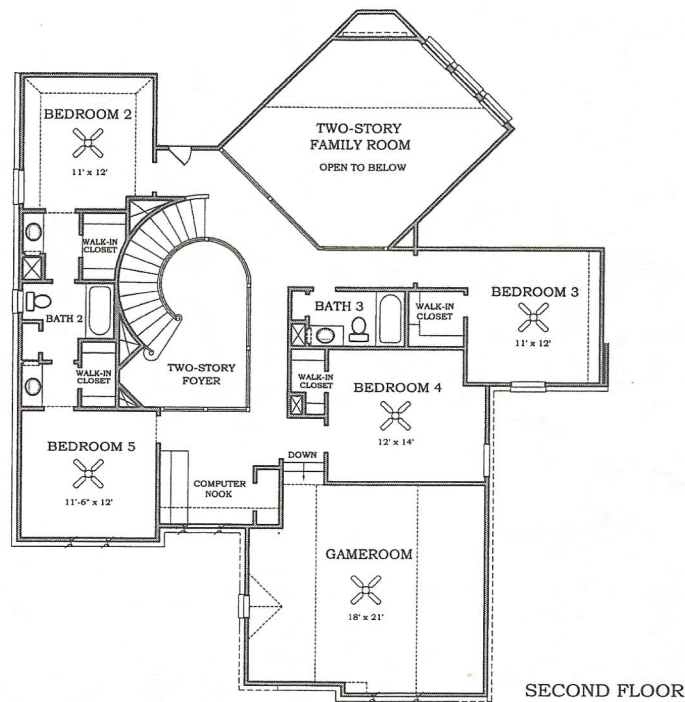 BEDROOM 2
11' x 12'
TWO-STORY
FAMILY ROOM
OPEN TO BELOW
WALK-IN
CLOSET
BATH 2
WALK-IN
CLOSET
TWO-STORY
FOYER
BATH 3
WALK-IN
CLOSET
BEDROOM 3
11' x 12'
WALK-IN
CLOSET
BEDROOM 4
12' x 14'
BEDROOM 5
11'-6" x 12'
COMPUTER
NOOK
DOWN
GAMEROOM
18' x 21'
SECOND FLOOR